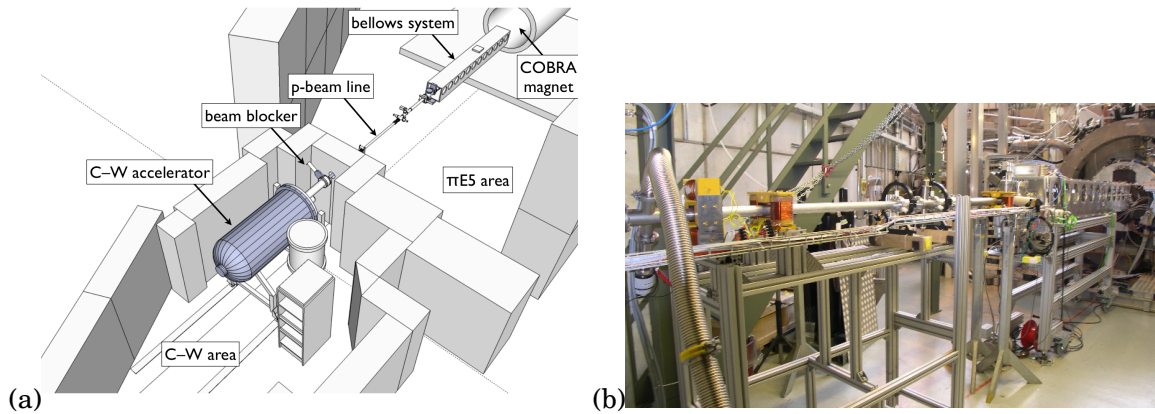 bellows system
COBRA
magnet
p-beam line
beam blocker
C–W accelerator
πE5 area
C–W area
(a)
(b)